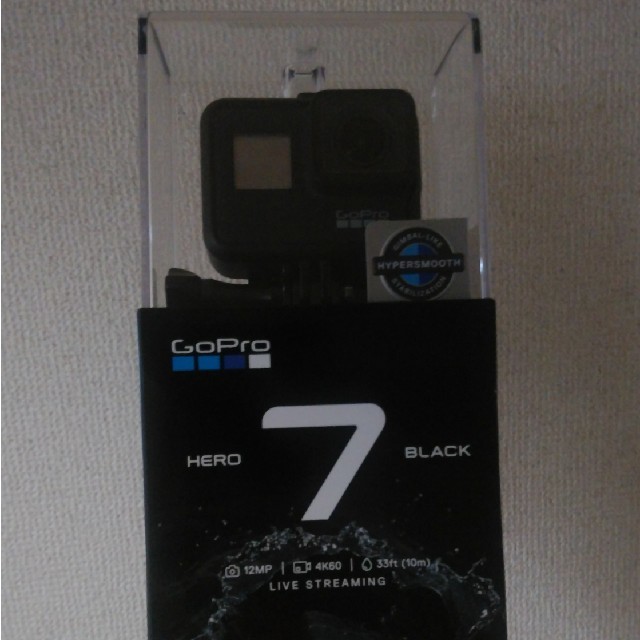 GoPro
GIMBAL-LIKE
HYPERSMOOTH
STABILIZATION
GoPro
7
HERO BLACK
12MP | 4K60 | 33ft (10m)
LIVE STREAMING